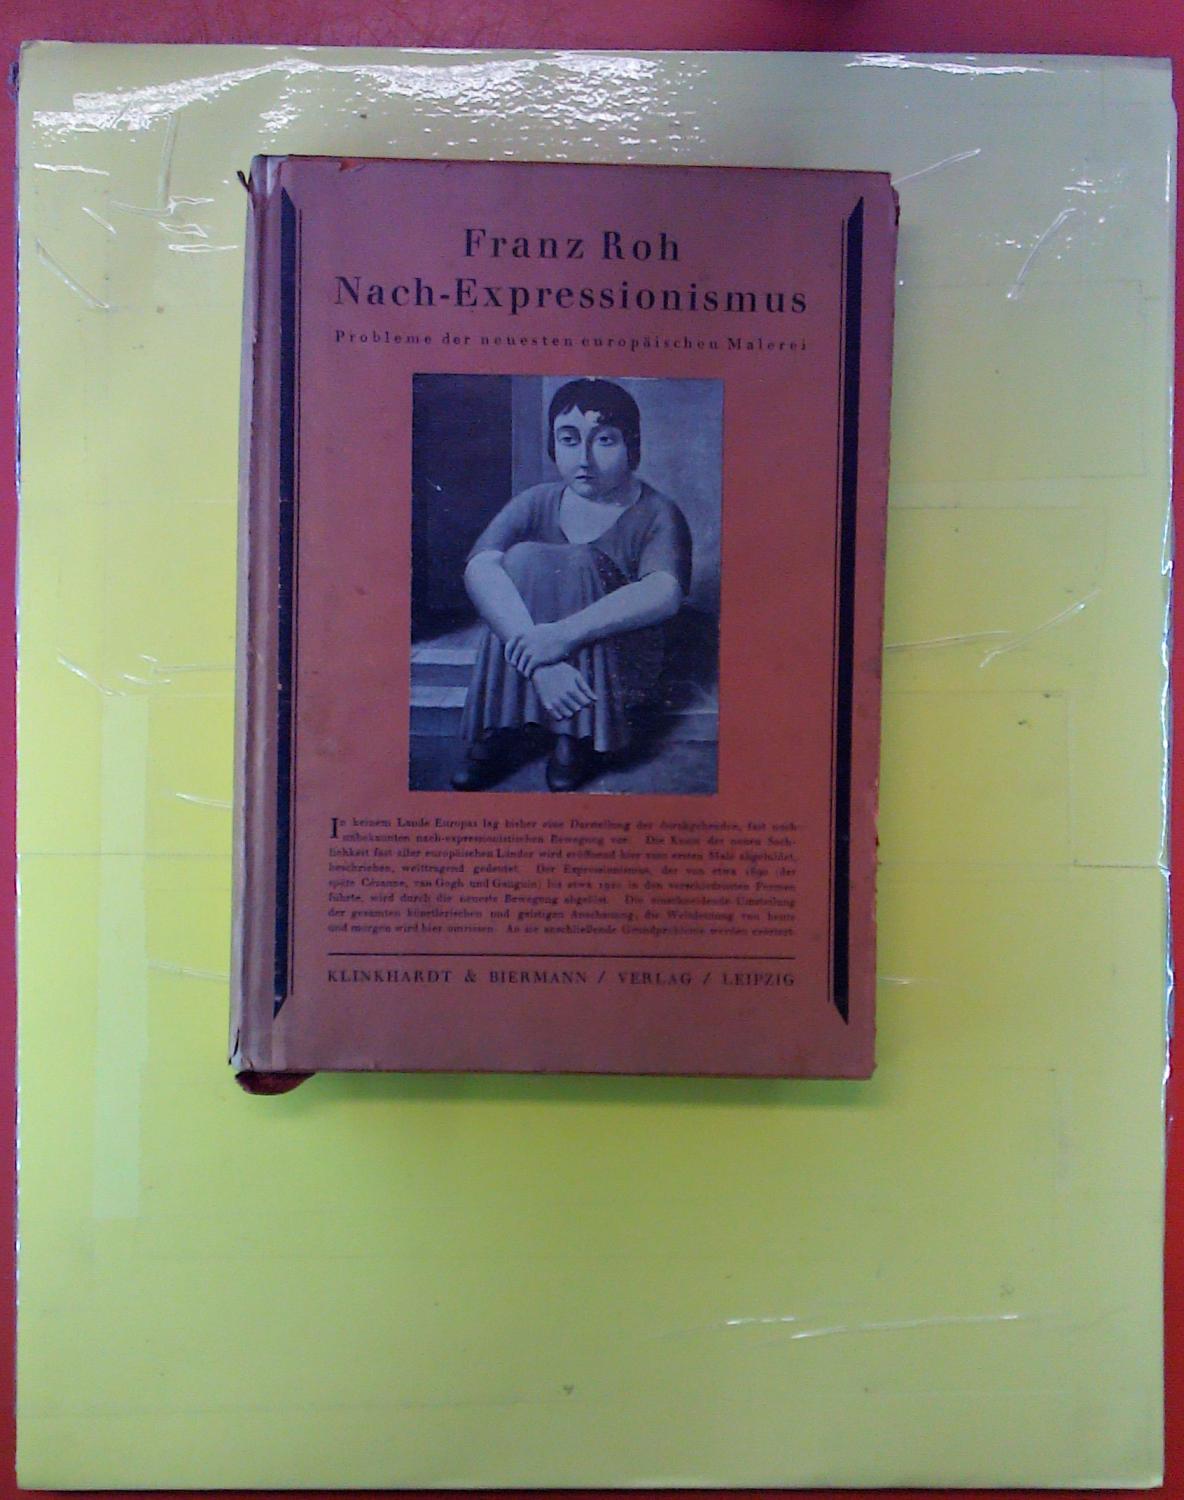 Franz Roh
Nach-Expressionismus
Probleme der neuesten europäischen Malerei
In keinem Lande Europas lag bisher eine Darstellung der durchgehenden, fast noch
unbekannten nach-expressionistischen Bewegung vor. Die Kunst der neuen Sach-
lichkeit fast aller europäischen Länder wird eröffnend hier zum ersten Male abgebildet,
beschrieben, weittragend gedeutet. Der Expressionismus, der von etwa 1890 (der
späte Cézanne, van Gogh und Gauguin) bis etwa 1920 in den verschiedensten Formen
führte, wird durch die neueste Bewegung abgelöst. Die einschneidende Umstellung
der gesamten künstlerischen und geistigen Anschauung, die Weltdeutung von heute
und morgen wird hier umrissen. An sie anschließende Grundprobleme werden erörtert.
KLINKHARDT & BIERMANN / VERLAG / LEIPZIG